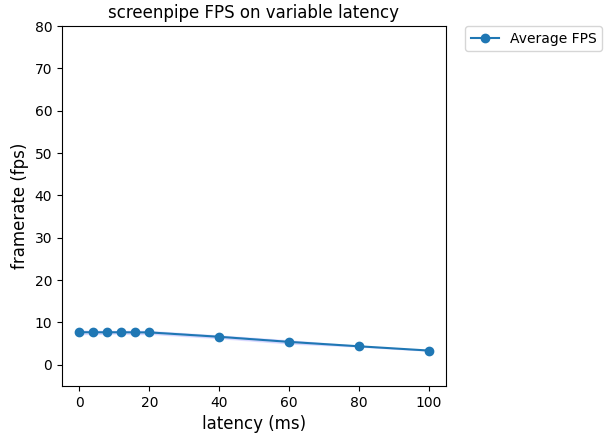 screenpipe FPS on variable latency
Average FPS
framerate (fps)
80
70
60
50
40
30
20
10
0
0 20 40 60 80 100
latency (ms)